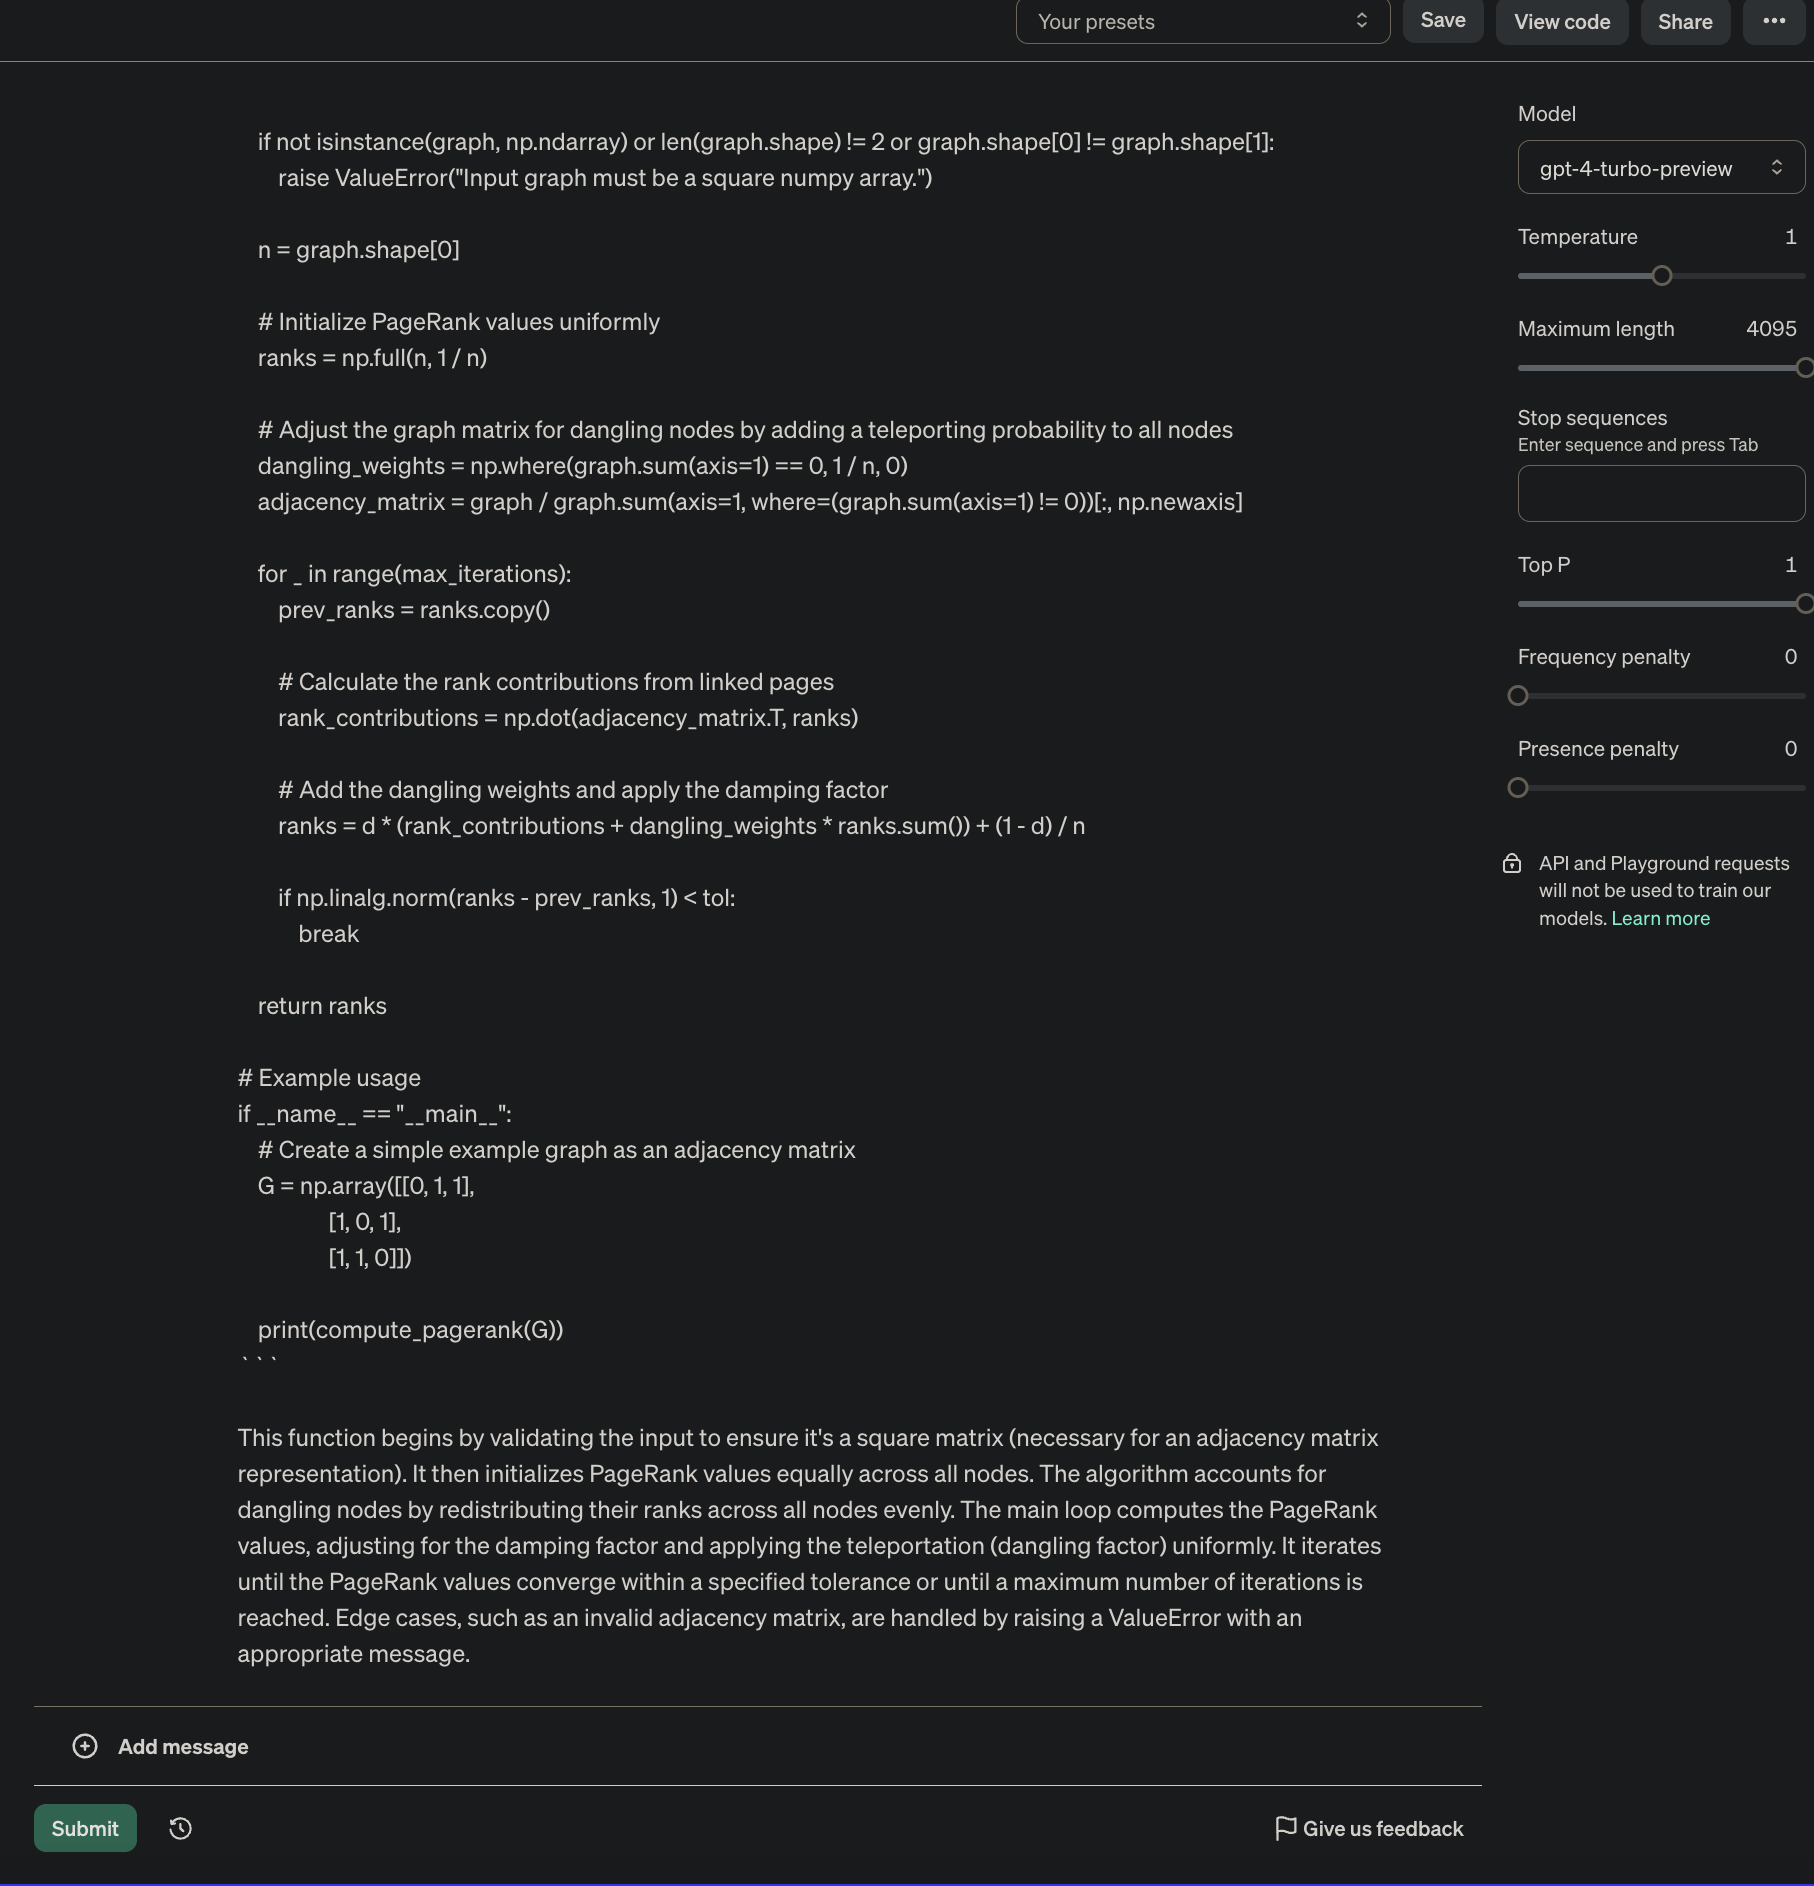 Your presets
Save
View code
Share
if not isinstance(graph, np.ndarray) or len(graph.shape) != 2 or graph.shape[0] != graph.shape[1]:
raise ValueError("Input graph must be a square numpy array.")
n = graph.shape[0]
# Initialize PageRank values uniformly
ranks = np.full(n, 1 / n)
# Adjust the graph matrix for dangling nodes by adding a teleporting probability to all nodes
dangling_weights = np.where(graph.sum(axis=1) == 0, 1 / n, 0)
adjacency_matrix = graph / graph.sum(axis=1, where=(graph.sum(axis=1) != 0))[:, np.newaxis]
for _ in range(max_iterations):
prev_ranks = ranks.copy()
# Calculate the rank contributions from linked pages
rank_contributions = np.dot(adjacency_matrix.T, ranks)
# Add the dangling weights and apply the damping factor
ranks = d * (rank_contributions + dangling_weights * ranks.sum()) + (1 - d) / n
if np.linalg.norm(ranks - prev_ranks, 1) < tol:
break
return ranks
# Example usage
if __name__ == "__main__":
# Create a simple example graph as an adjacency matrix
G = np.array([[0, 1, 1],
[1, 0, 1],
[1, 1, 0]])
print(compute_pagerank(G))
```
This function begins by validating the input to ensure it's a square matrix (necessary for an adjacency matrix
representation). It then initializes PageRank values equally across all nodes. The algorithm accounts for
dangling nodes by redistributing their ranks across all nodes evenly. The main loop computes the PageRank
values, adjusting for the damping factor and applying the teleportation (dangling factor) uniformly. It iterates
until the PageRank values converge within a specified tolerance or until a maximum number of iterations is
reached. Edge cases, such as an invalid adjacency matrix, are handled by raising a ValueError with an
appropriate message.
Add message
Submit
Give us feedback
Model
gpt-4-turbo-preview
Temperature 1
Maximum length 4095
Stop sequences
Enter sequence and press Tab
Top P 1
Frequency penalty 0
Presence penalty 0
API and Playground requests
will not be used to train our
models. Learn more